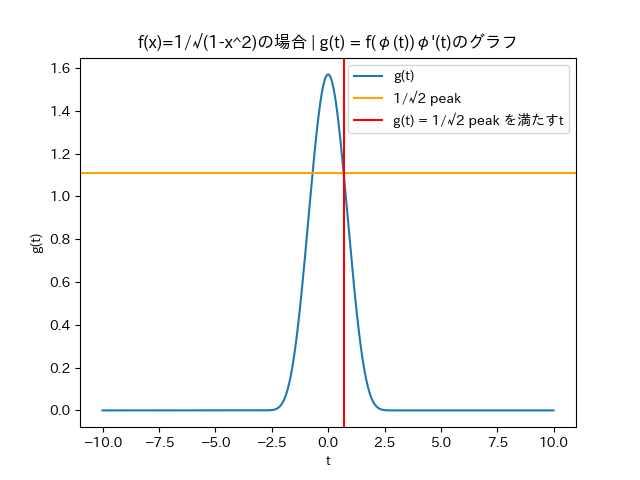 f(x)=1/√(1-x^2)の場合 | g(t) = f(φ(t))φ'(t)のグラフ
g(t)
1/√2 peak
g(t) = 1/√2 peak を満たすt
1.6
1.4
1.2
1.0
0.8
0.6
0.4
0.2
0.0
g(t)
−10.0 −7.5 −5.0 −2.5 0.0 2.5 5.0 7.5 10.0
t